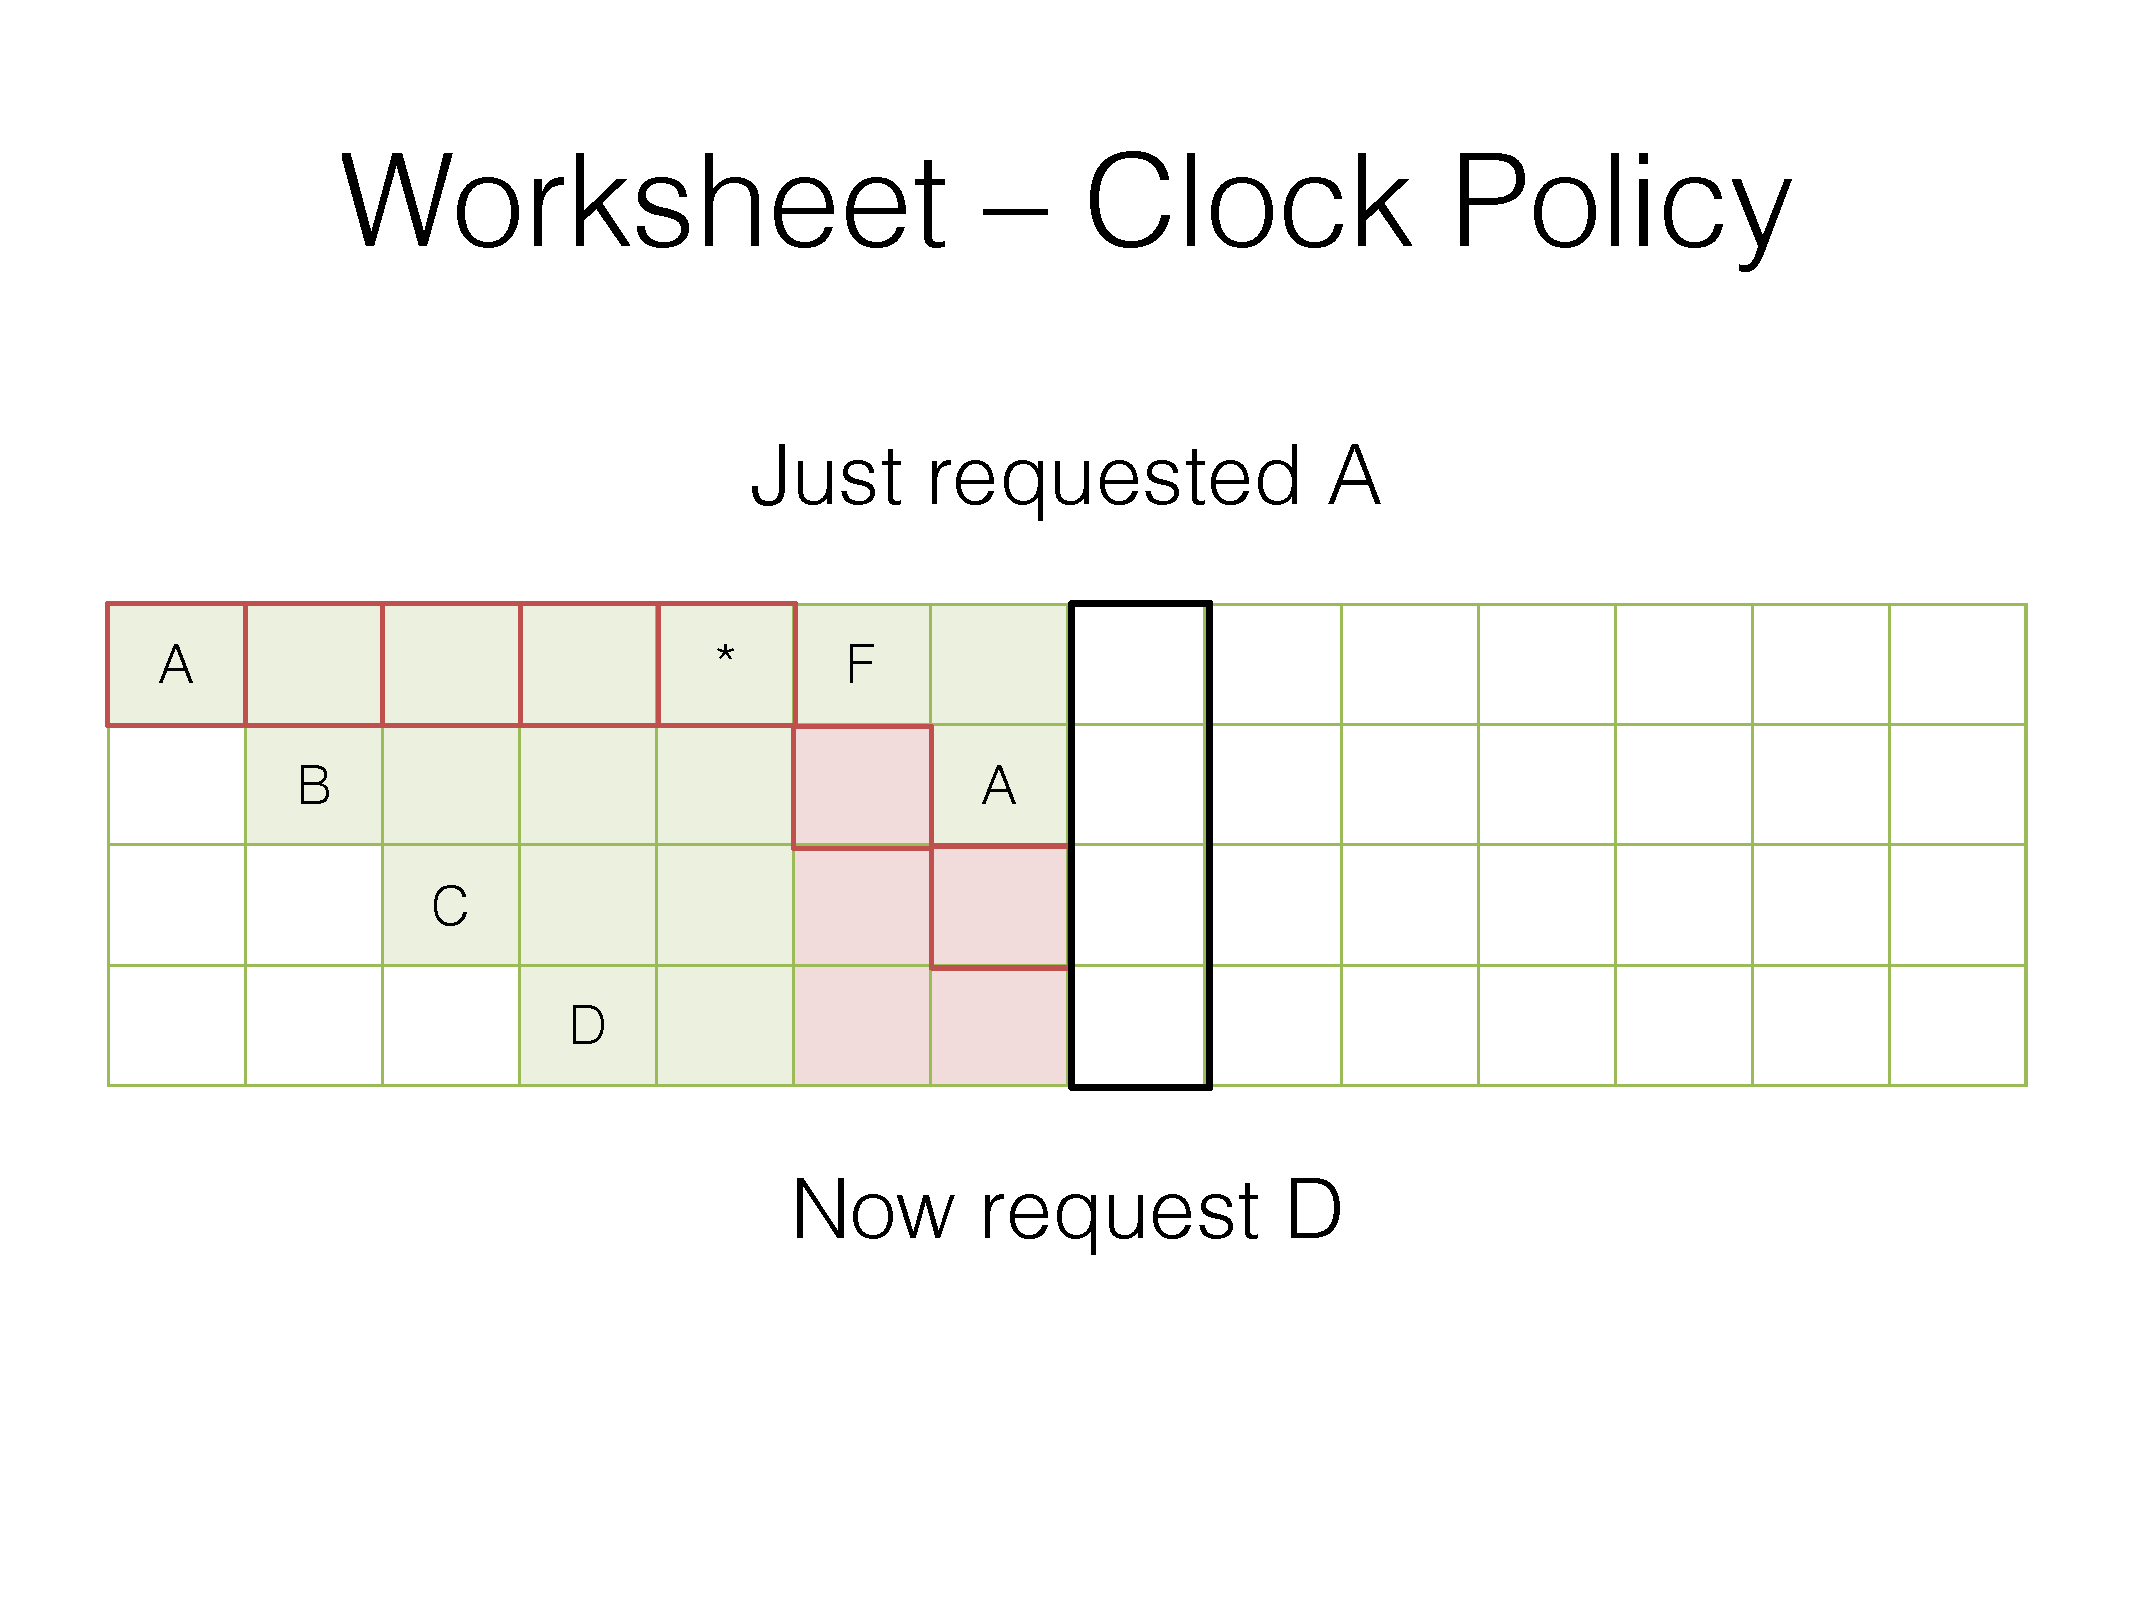 Worksheet – Clock Policy
Just requested A
A * F
B A
C
D
Now request D